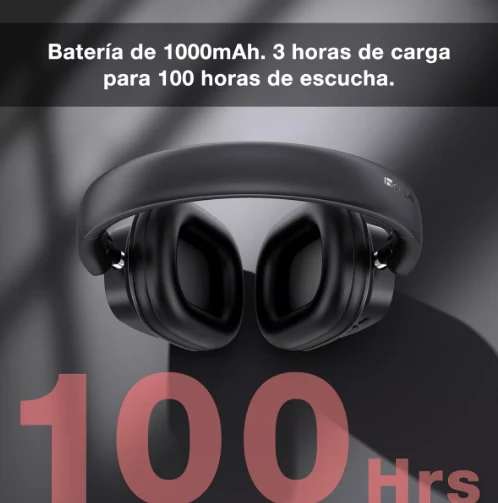 Batería de 1000mAh. 3 horas de carga
para 100 horas de escucha.
100 Hrs